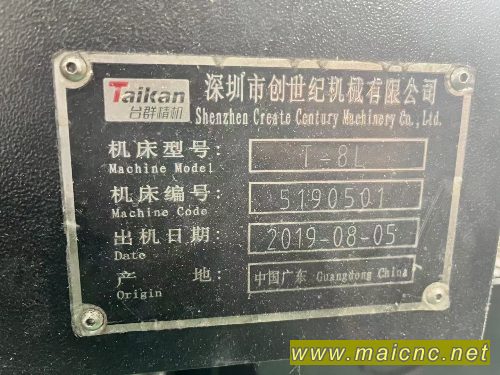 Taikan
台群精机
深圳市创世纪机械有限公司
Shenzhen Create Century Machinery Co., Ltd.
机床型号: T-8L
Machine Model
机床编号: 5190501
Machine Code
出机日期: 2019-08-05
Date
产 地: 中国广东 Guangdong China
Origin
www.maicnc.net